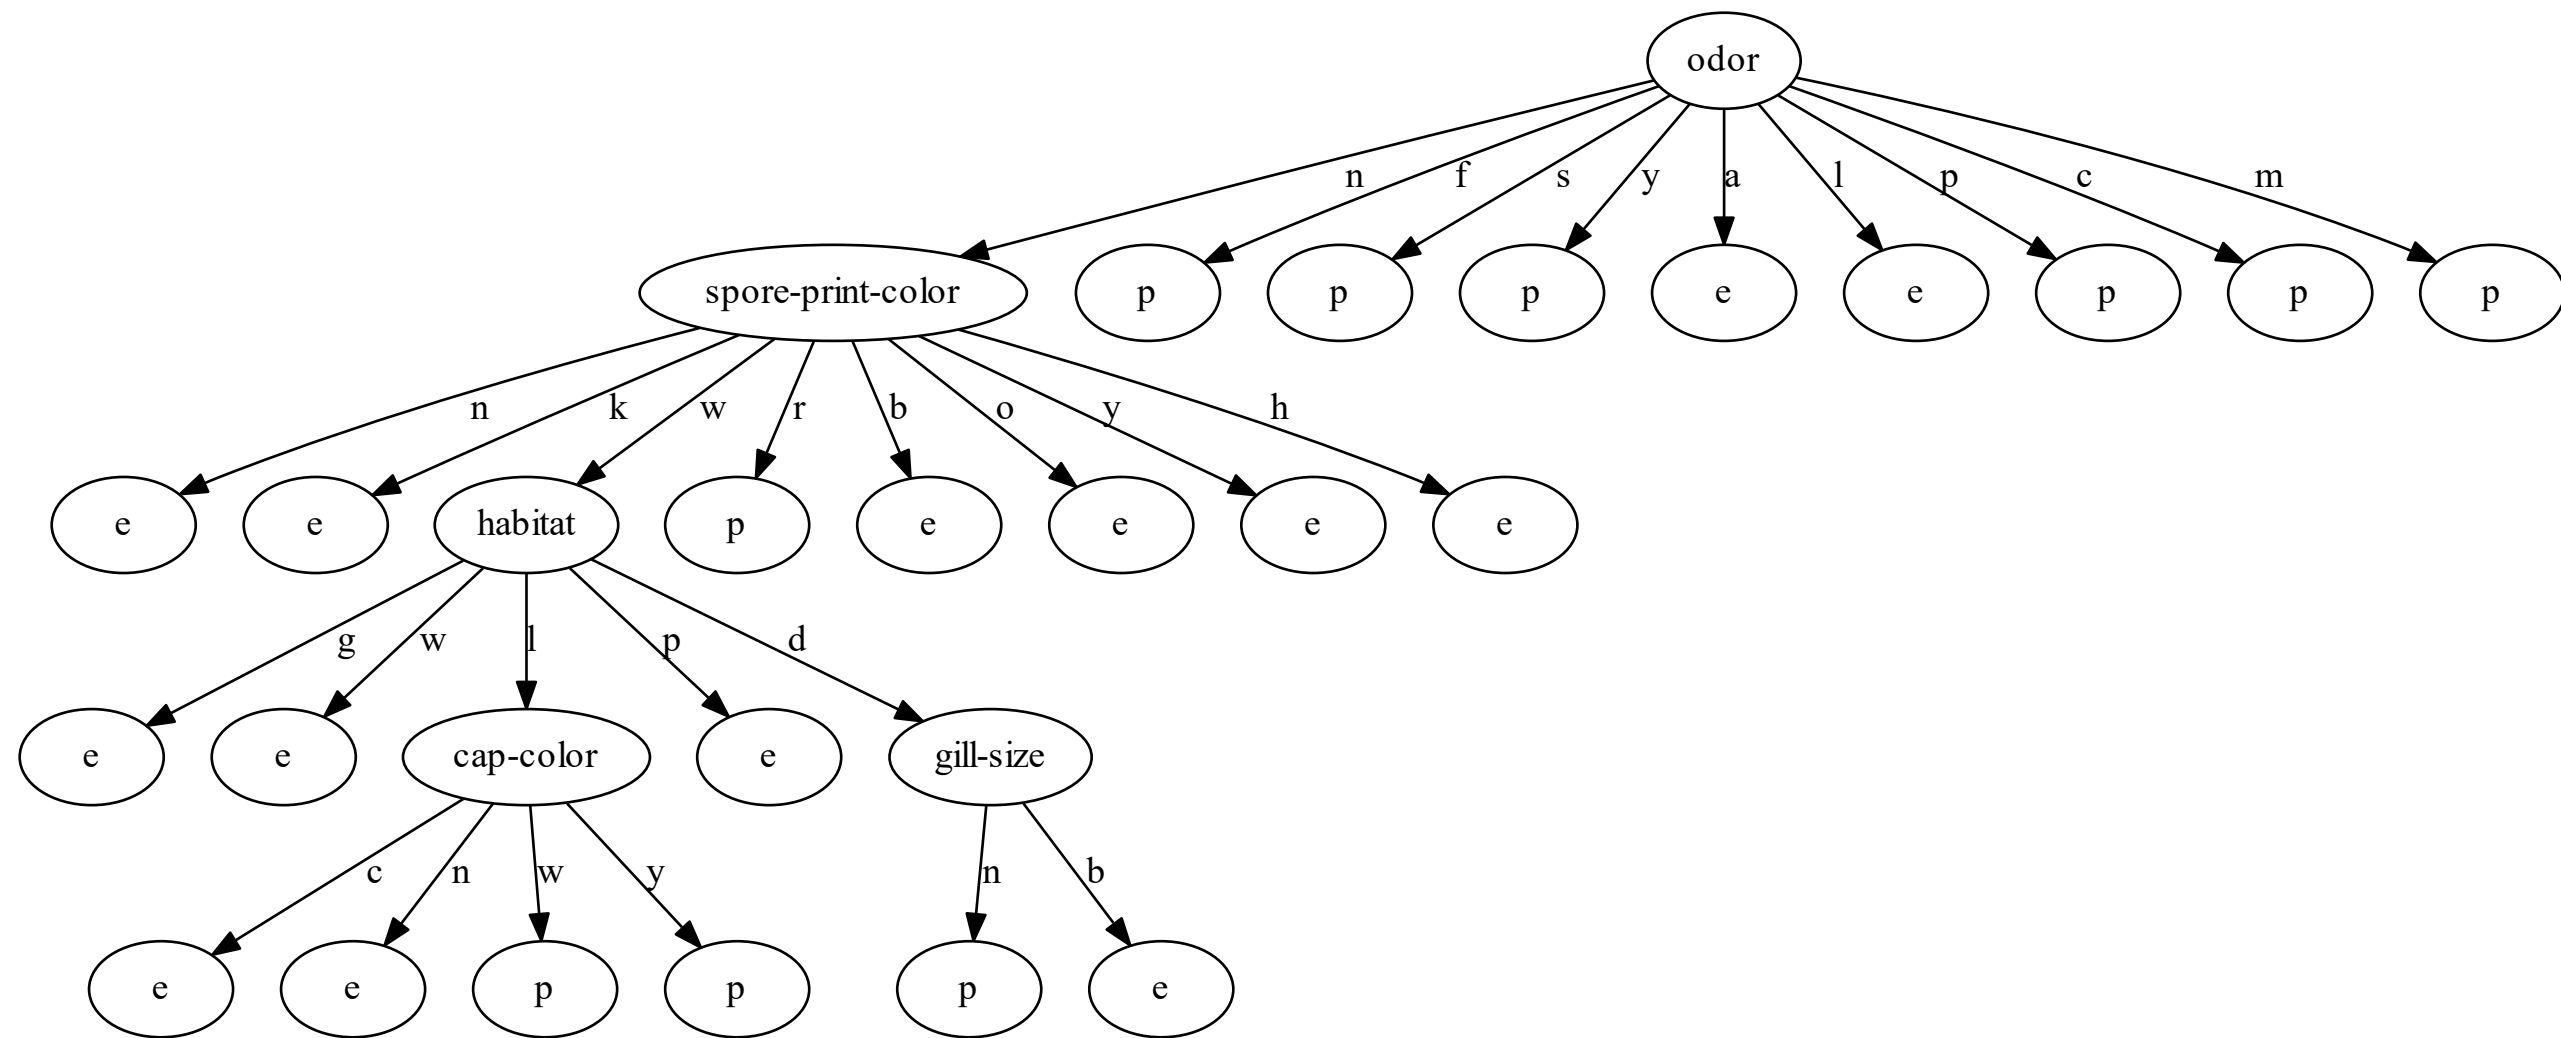 odor
n f s y a l p c m
spore-print-color p p p e e p p p
n k w r b o y h
e e habitat p e e e e
g w l p d
e e cap-color e gill-size
c n w y n b
e e p p p e